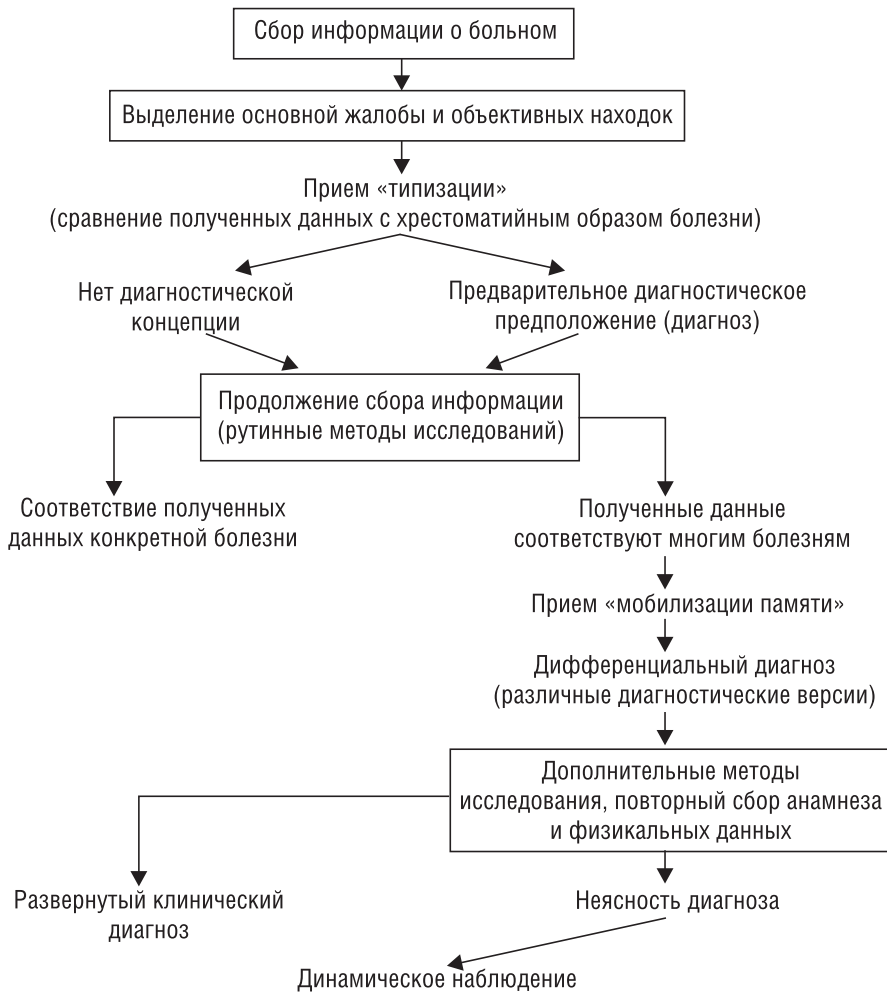 Сбор информации о больном
Выделение основной жалобы и объективных находок
Прием «типизации»
(сравнение полученных данных с хрестоматийным образом болезни)
Нет диагностической
концепции
Предварительное диагностическое
предположение (диагноз)
Продолжение сбора информации
(рутинные методы исследований)
Соответствие полученных
данных конкретной болезни
Полученные данные
соответствуют многим болезням
Прием «мобилизации памяти»
Дифференциальный диагноз
(различные диагностические версии)
Дополнительные методы
исследования, повторный сбор анамнеза
и физикальных данных
Развернутый клинический
диагноз
Неясность диагноза
Динамическое наблюдение